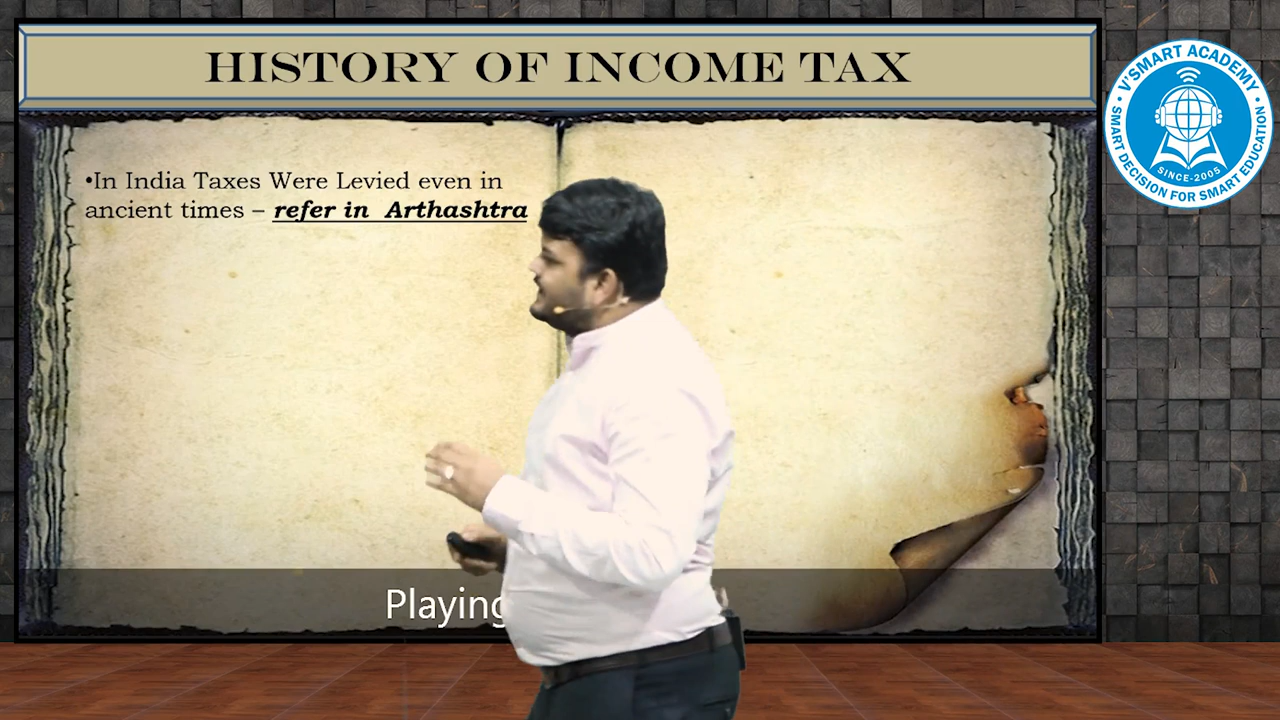 HISTORY OF INCOME TAX
•In India Taxes Were Levied even in
ancient times – refer in Arthashtra
Playing
V'SMART ACADEMY
SINCE-2005
SMART DECISION FOR SMART EDUCATION